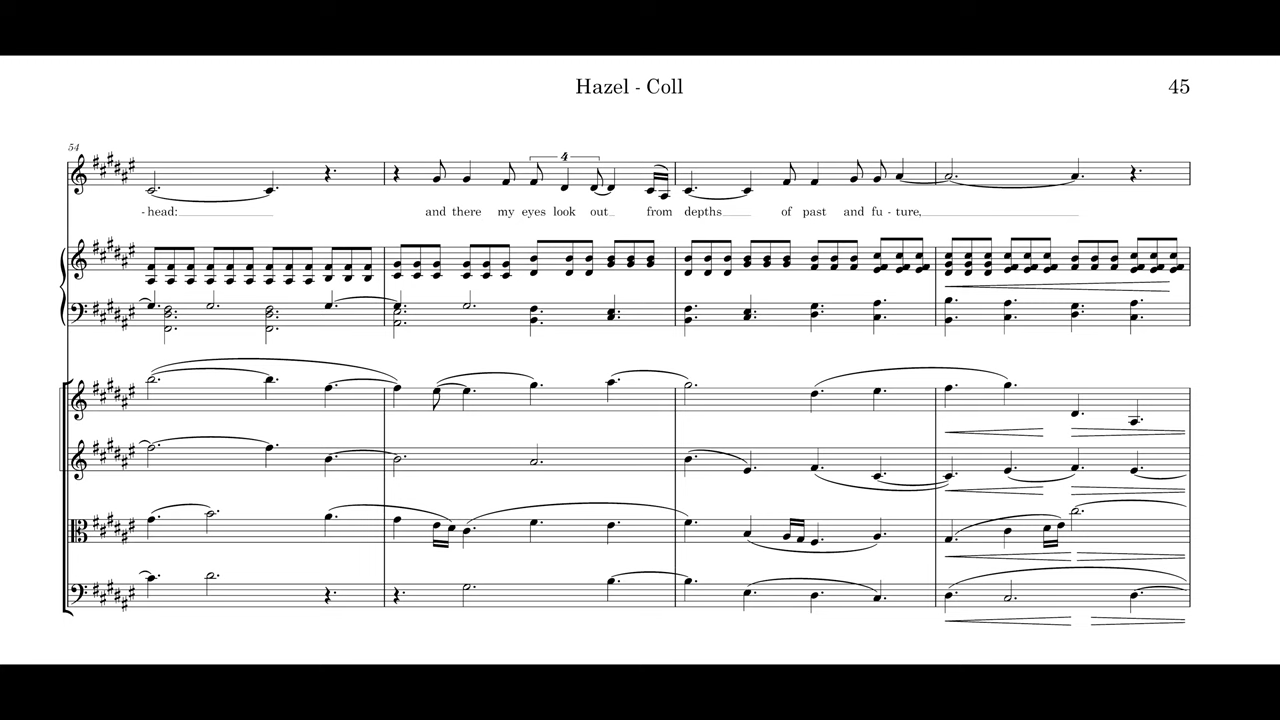 Hazel - Coll 45
54
4
-head: and there my eyes look out from depths of past and fu - ture,